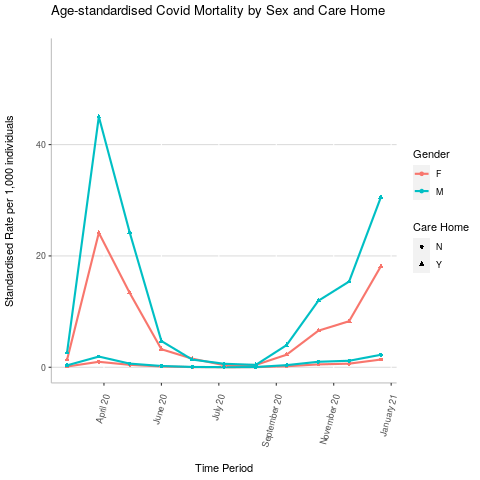 Age-standardised Covid Mortality by Sex and Care Home
Standardised Rate per 1,000 individuals
40
20
0
April 20
June 20
July 20
September 20
November 20
January 21
Time Period
Gender
F
M
Care Home
N
Y